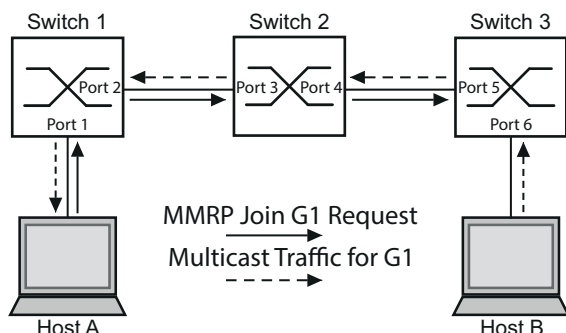 Switch 1
Switch 2
Switch 3
Port 2
Port 3
Port 4
Port 5
Port 1
Port 6
MMRP Join G1 Request
Multicast Traffic for G1
Host A
Host B